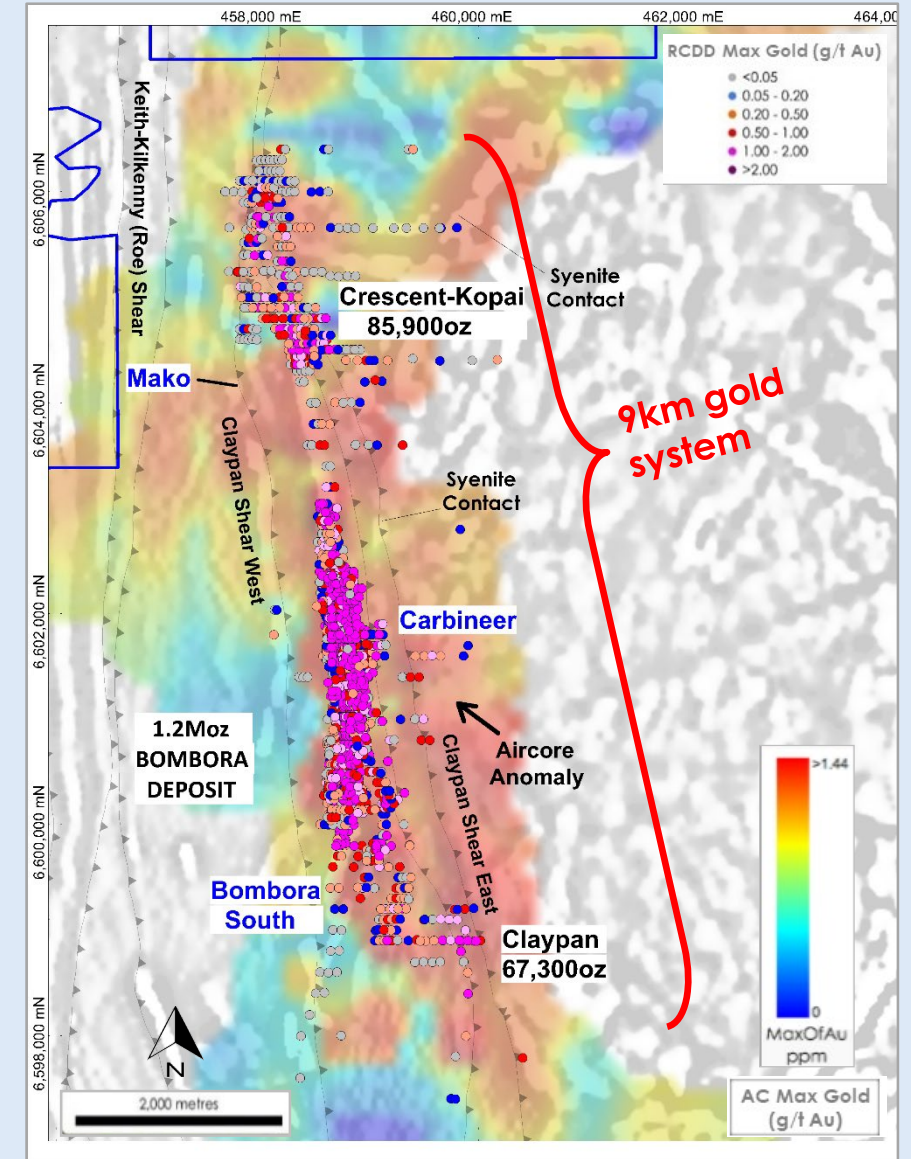 458,000 mE
460,000 mE
462,000 mE
464,00
RCDD Max Gold (g/t Au)
<0.05
0.05 - 0.20
0.20 - 0.50
0.50 - 1.00
1.00 - 2.00
>2.00
6,606,000 mN
Keith-Kilkenny (Roe) Shear
Syenite
Contact
Crescent-Kopai
85,900oz
Mako
6,604,000 mN
9km gold
system
Claypan Shear West
Syenite
Contact
6,602,000 mN
Carbineer
1.2Moz
BOMBORA
DEPOSIT
Aircore
Anomaly
Claypan Shear East
6,600,000 mN
>1.44
0
MaxOfAu
ppm
Bombora
South
Claypan
67,300oz
6,598,000 mN
N
2,000 metres
AC Max Gold
(g/t Au)